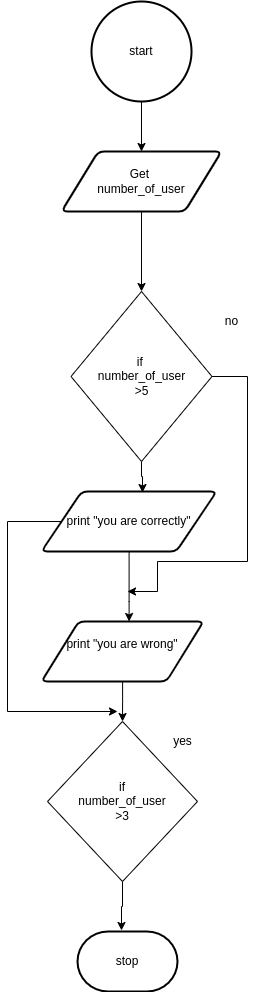 start
Get
number_of_user
no
if
number_of_user
>5
print "you are correctly"
print "you are wrong"
yes
if
number_of_user
>3
stop